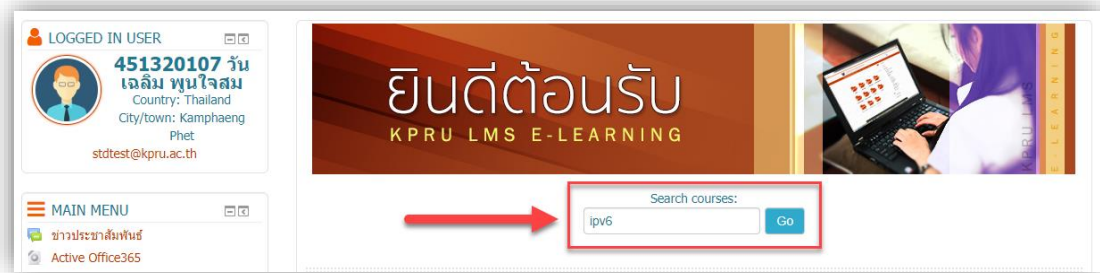 LOGGED IN USER
451320107 วัน
เฉลิม พูนใจสม
Country: Thailand
City/town: Kamphaeng
Phet
stdtest@kpru.ac.th
MAIN MENU
ข่าวประชาสัมพันธ์
Active Office365
ยินดีต้อนรับ
KPRU LMS E-LEARNING
KPRU LMS
E-LEARNING
Search courses:
ipv6
Go